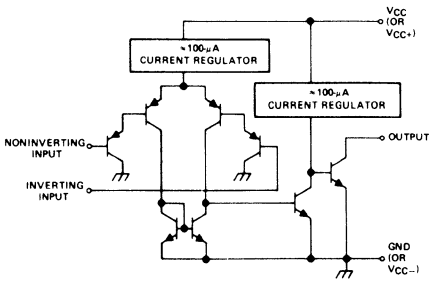 VCC
(OR
VCC+)
≈ 100-μA
CURRENT REGULATOR
≈100-μA
CURRENT REGULATOR
OUTPUT
NONINVERTING
INPUT
INVERTING
INPUT
GND
(OR
VCC–)